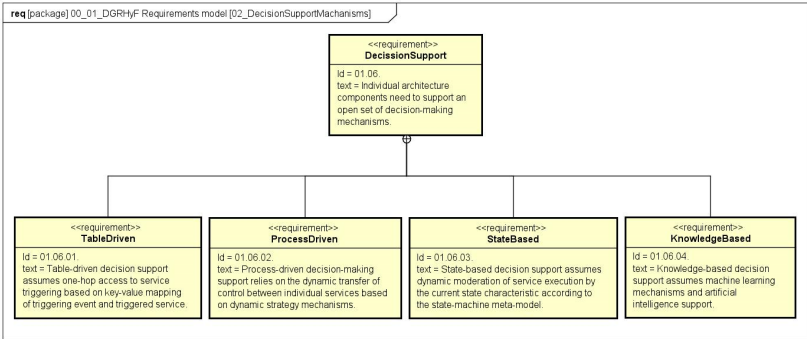 req [package] 00_01_DGRHyF Requirements model [02_DecisionSupportMachanisms]
<<requirement>>
DecissionSupport
Id = 01.06.
text = Individual architecture
components need to support an
open set of decision-making
mechanisms.
<<requirement>>
TableDriven
Id = 01.06.01.
text = Table-driven decision support
assumes one-hop access to service
triggering based on key-value mapping
of triggering event and triggered service.
<<requirement>>
ProcessDriven
Id = 01.06.02.
text = Process-driven decision-making
support relies on the dynamic transfer of
control between individual services based
on dynamic strategy mechanisms.
<<requirement>>
StateBased
Id = 01.06.03.
text = State-based decision support assumes
dynamic moderation of service execution by
the current state characteristic according to
the state-machine meta-model.
<<requirement>>
KnowledgeBased
Id = 01.06.04.
text = Knowledge-based decision
support assumes machine learning
mechanisms and artificial
intelligence support.